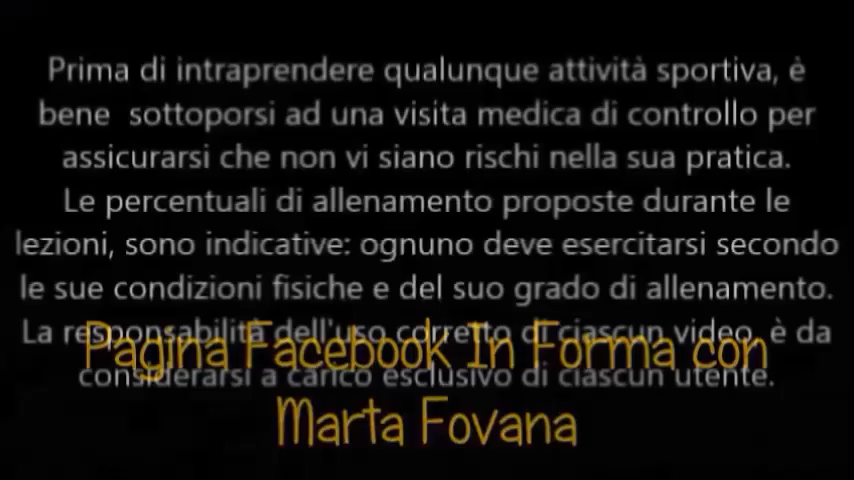 Prima di intraprendere qualunque attività sportiva, è
bene sottoporsi ad una visita medica di controllo per
assicurarsi che non vi siano rischi nella sua pratica.
Le percentuali di allenamento proposte durante le
lezioni, sono indicative: ognuno deve esercitarsi secondo
le sue condizioni fisiche e del suo grado di allenamento.
La responsabilità dell'uso corretto di ciascun video, è da
considerarsi a carico esclusivo di ciascun utente.
Pagina Facebook In Forma con
Marta Fovana